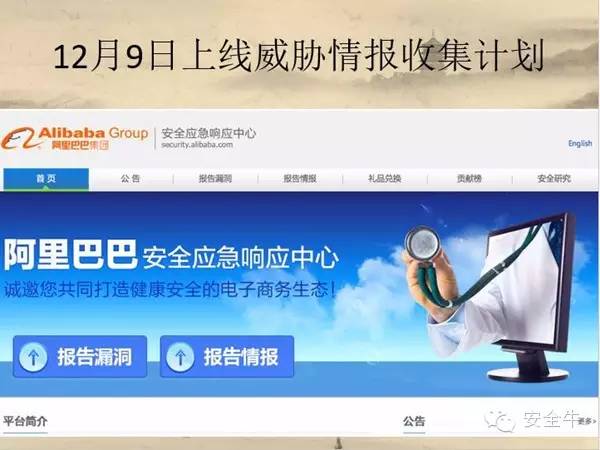 12月9日上线威胁情报收集计划
Alibaba Group
阿里巴巴集团
安全应急响应中心
security.alibaba.com
English
首 页 公 告 报告漏洞 报告情报 礼品兑换 贡献榜 安全研究
阿里巴巴 安全应急响应中心
诚邀您共同打造健康安全的电子商务生态!
报告漏洞 报告情报
平台简介 公告 更多»
安全牛